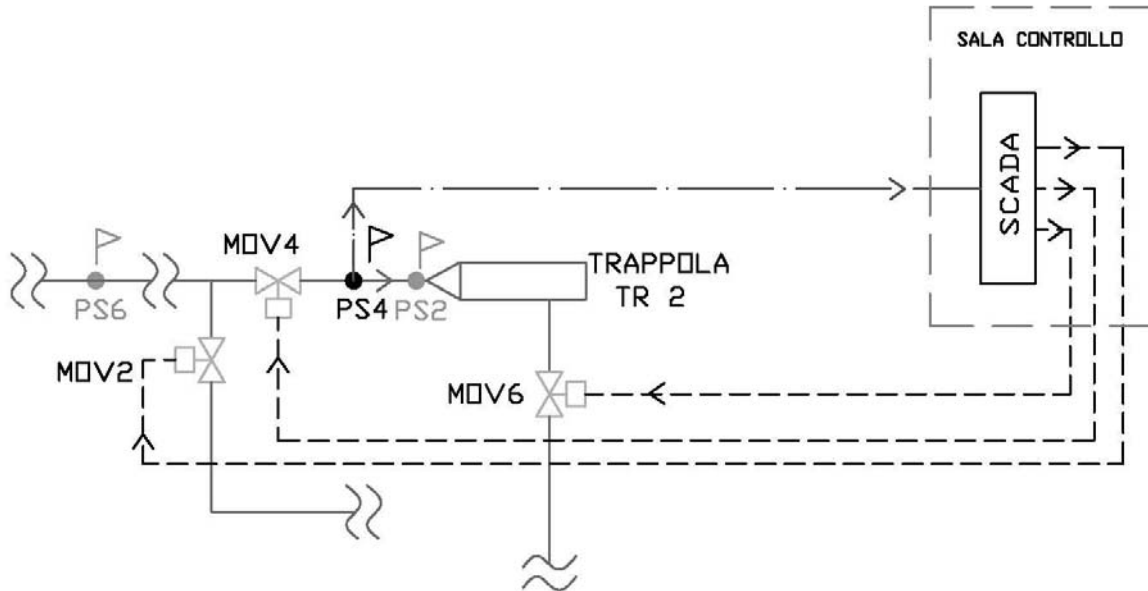 SALA CONTROLLO
SCADA
MOV4
TRAPPOLA
TR 2
PS6
PS4
PS2
MOV2
MOV6